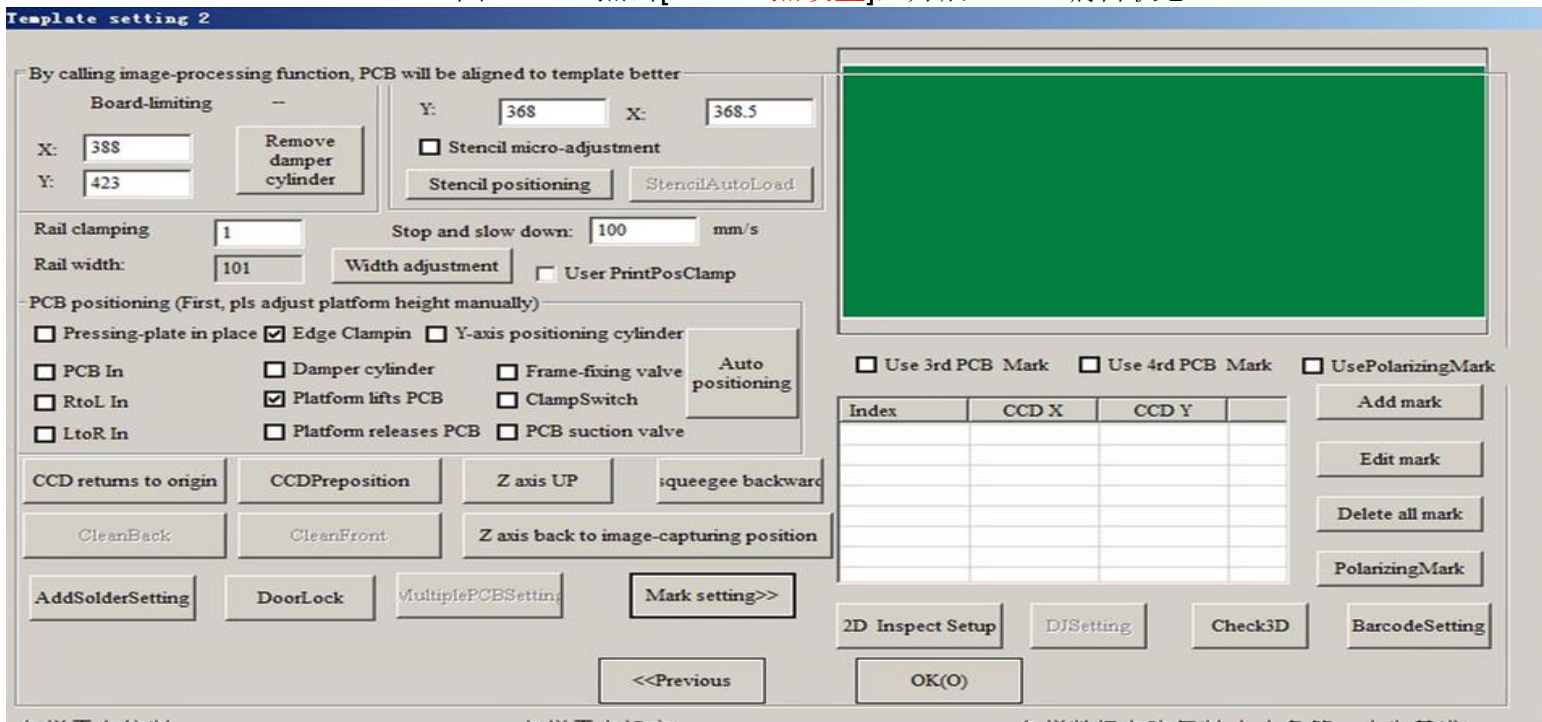 Template setting 2
By calling image-processing function, PCB will be aligned to template better
Board-limiting --
X: 388
Y: 423
Remove damper cylinder
Y: 368 X: 368.5
Stencil micro-adjustment
Stencil positioning StencilAutoLoad
Rail clamping 1 Stop and slow down: 100 mm/s
Rail width: 101 Width adjustment User PrintPosClamp
PCB positioning (First, pls adjust platform height manually)
Pressing-plate in place Edge Clampin Y-axis positioning cylinder
PCB In Damper cylinder Frame-fixing valve
RtoL In Platform lifts PCB ClampSwitch
LtoR In Platform releases PCB PCB suction valve
Auto positioning
CCD returns to origin CCDPreposition Z axis UP squeegee backward
CleanBack CleanFront Z axis back to image-capturing position
AddSolderSetting DoorLock MultiplePCBSetting Mark setting>>
Use 3rd PCB Mark Use 4rd PCB Mark UsePolarizingMark
Index CCD X CCD Y
Add mark
Edit mark
Delete all mark
PolarizingMark
2D Inspect Setup DJSetting Check3D BarcodeSetting
<<Previous OK(O)